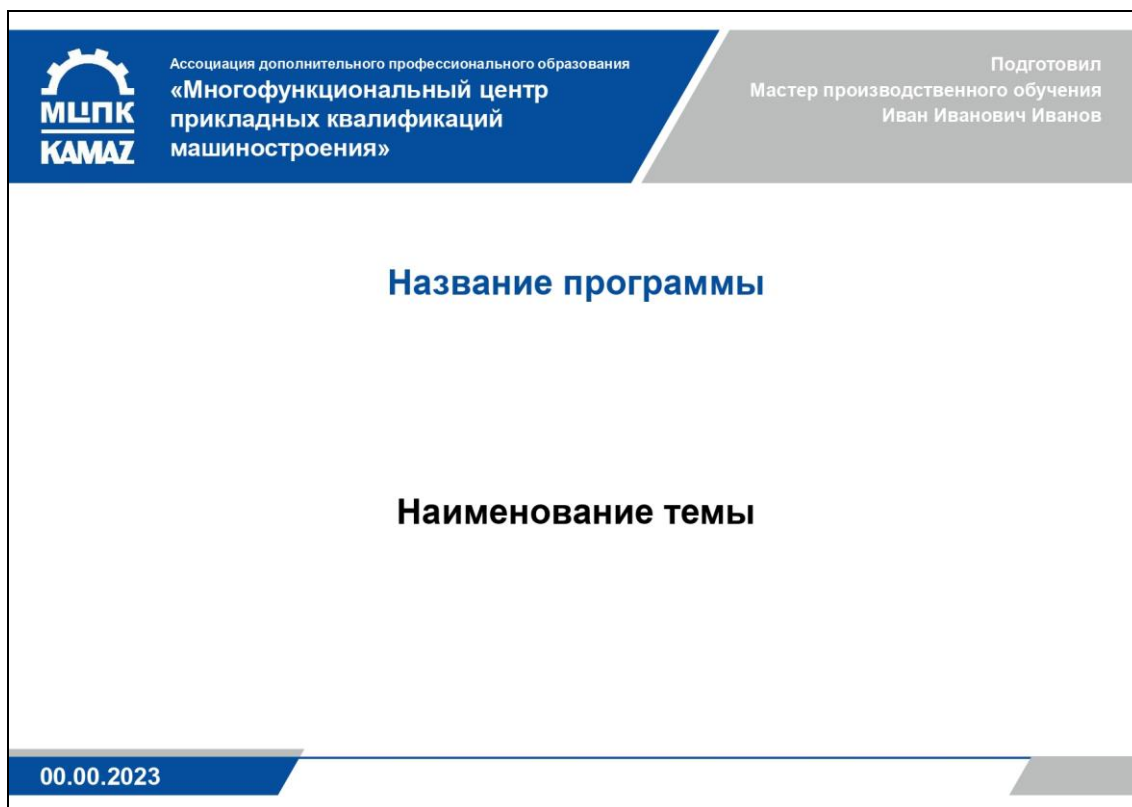 МЦПК
KAMAZ
Ассоциация дополнительного профессионального образования
«Многофункциональный центр
прикладных квалификаций
машиностроения»
Подготовил
Мастер производственного обучения
Иван Иванович Иванов
Название программы
Наименование темы
00.00.2023